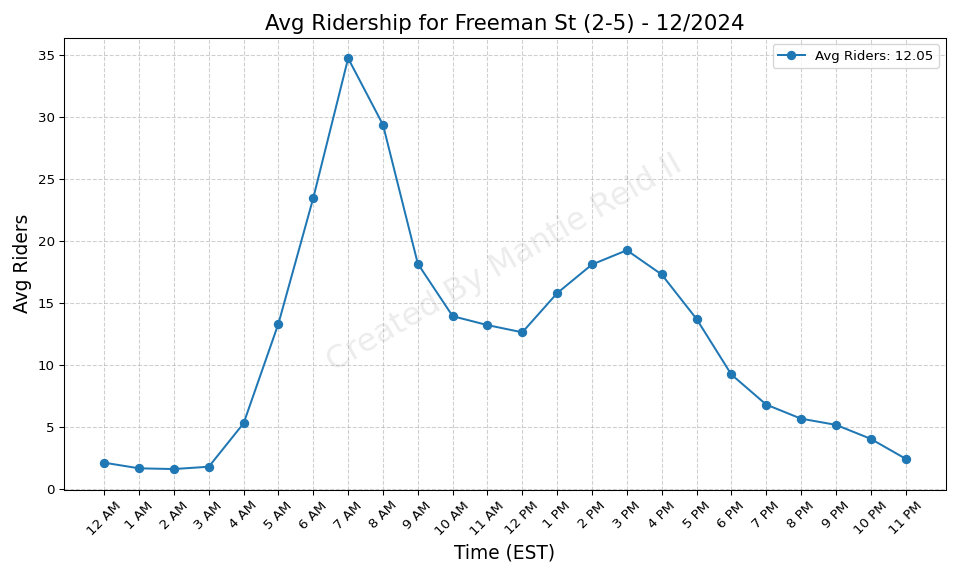 Avg Ridership for Freeman St (2-5) - 12/2024
Avg Riders: 12.05
Avg Riders
35
30
25
20
15
10
5
0
Created By Mantie Reid II
12 AM
1 AM
2 AM
3 AM
4 AM
5 AM
6 AM
7 AM
8 AM
9 AM
10 AM
11 AM
12 PM
1 PM
2 PM
3 PM
4 PM
5 PM
6 PM
7 PM
8 PM
9 PM
10 PM
11 PM
Time (EST)